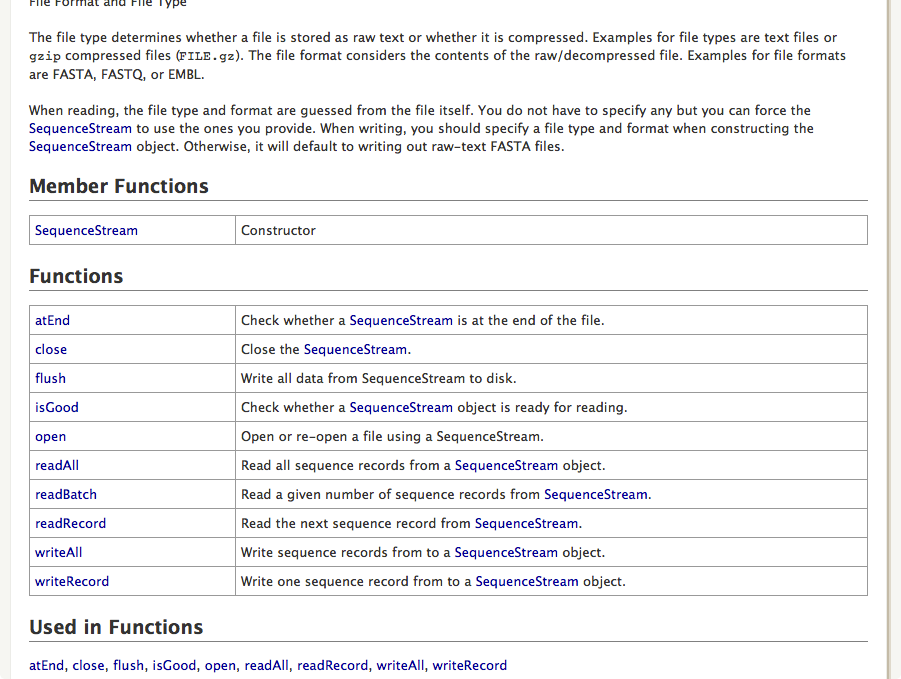 File Format and File Type
The file type determines whether a file is stored as raw text or whether it is compressed. Examples for file types are text files or
gzip compressed files (FILE.gz). The file format considers the contents of the raw/decompressed file. Examples for file formats
are FASTA, FASTQ, or EMBL.
When reading, the file type and format are guessed from the file itself. You do not have to specify any but you can force the
SequenceStream to use the ones you provide. When writing, you should specify a file type and format when constructing the
SequenceStream object. Otherwise, it will default to writing out raw-text FASTA files.
Member Functions
SequenceStream Constructor
Functions
atEnd Check whether a SequenceStream is at the end of the file.
close Close the SequenceStream.
flush Write all data from SequenceStream to disk.
isGood Check whether a SequenceStream object is ready for reading.
open Open or re-open a file using a SequenceStream.
readAll Read all sequence records from a SequenceStream object.
readBatch Read a given number of sequence records from SequenceStream.
readRecord Read the next sequence record from SequenceStream.
writeAll Write sequence records from to a SequenceStream object.
writeRecord Write one sequence record from to a SequenceStream object.
Used in Functions
atEnd, close, flush, isGood, open, readAll, readRecord, writeAll, writeRecord